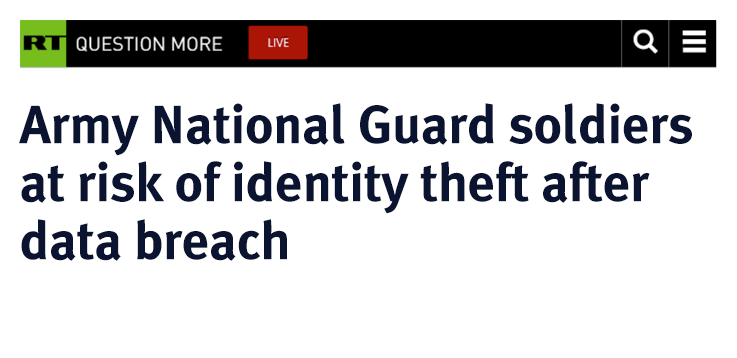 RT QUESTION MORE LIVE
Army National Guard soldiers
at risk of identity theft after
data breach